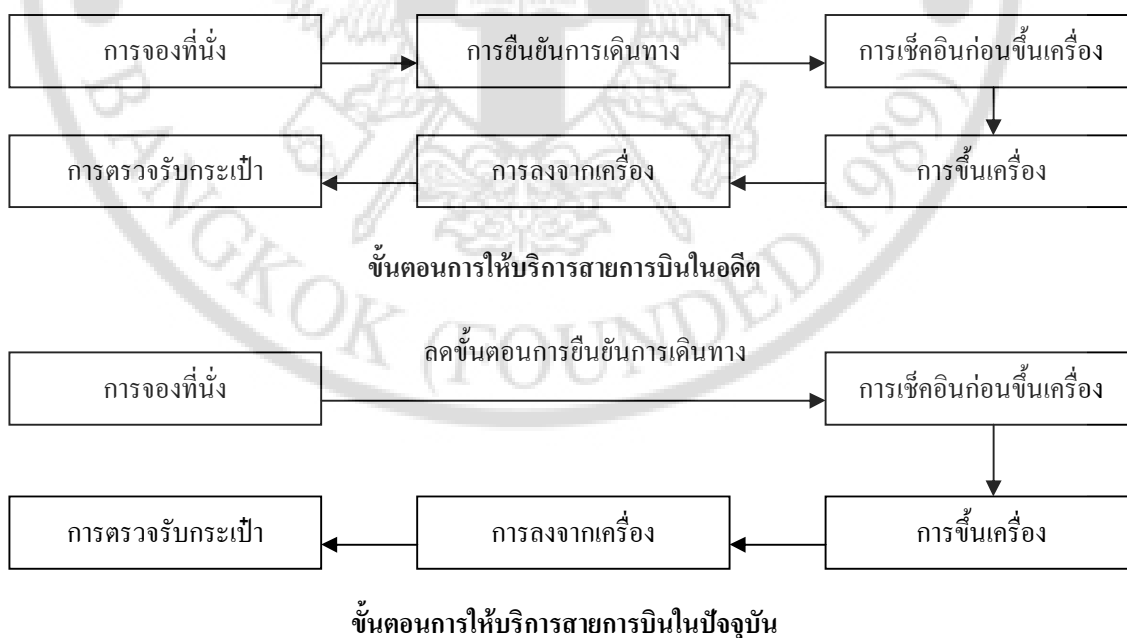 การจองที่นั่ง
การยืนยันการเดินทาง
การเช็คอินก่อนขึ้นเครื่อง
การตรวจรับกระเป๋า
การลงจากเครื่อง
การขึ้นเครื่อง
ขั้นตอนการให้บริการสายการบินในอดีต
ลดขั้นตอนการยืนยันการเดินทาง
การจองที่นั่ง
การเช็คอินก่อนขึ้นเครื่อง
การตรวจรับกระเป๋า
การลงจากเครื่อง
การขึ้นเครื่อง
ขั้นตอนการให้บริการสายการบินในปัจจุบัน
BANGKOK (FOUNDED 1989)